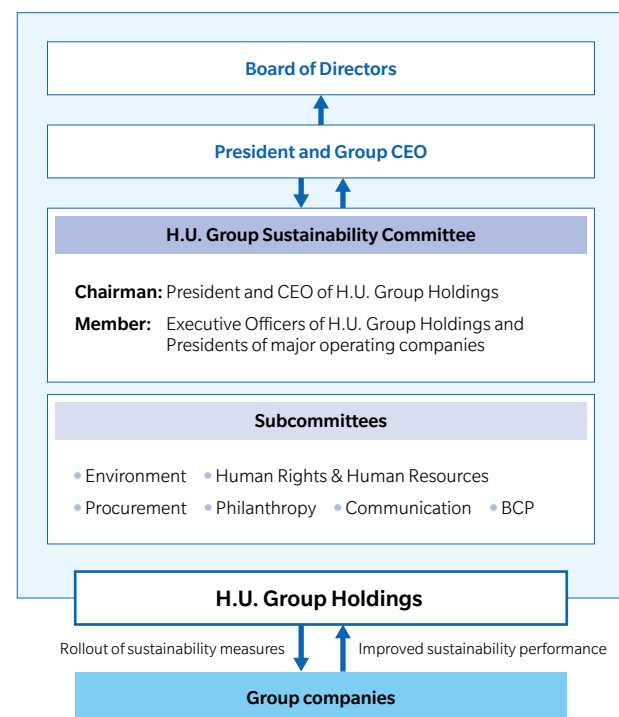 Board of Directors
President and Group CEO
H.U. Group Sustainability Committee
Chairman: President and CEO of H.U. Group Holdings
Member: Executive Officers of H.U. Group Holdings and
Presidents of major operating companies
Subcommittees
• Environment • Human Rights & Human Resources
• Procurement • Philanthropy • Communication • BCP
H.U. Group Holdings
Rollout of sustainability measures Improved sustainability performance
Group companies